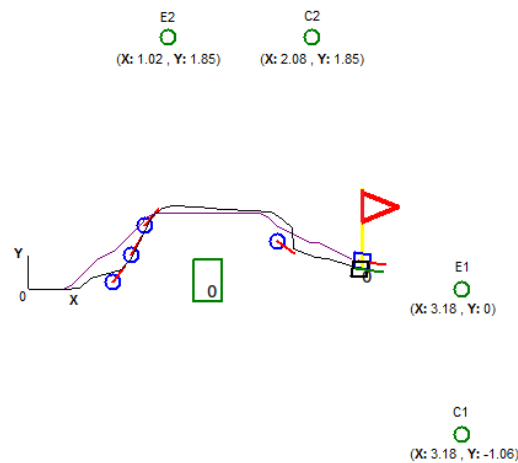 E2
C2
(X: 1.02 , Y: 1.85)
(X: 2.08 , Y: 1.85)
Y
0
X
0
0
E1
(X: 3.18 , Y: 0)
C1
(X: 3.18 , Y: -1.06)